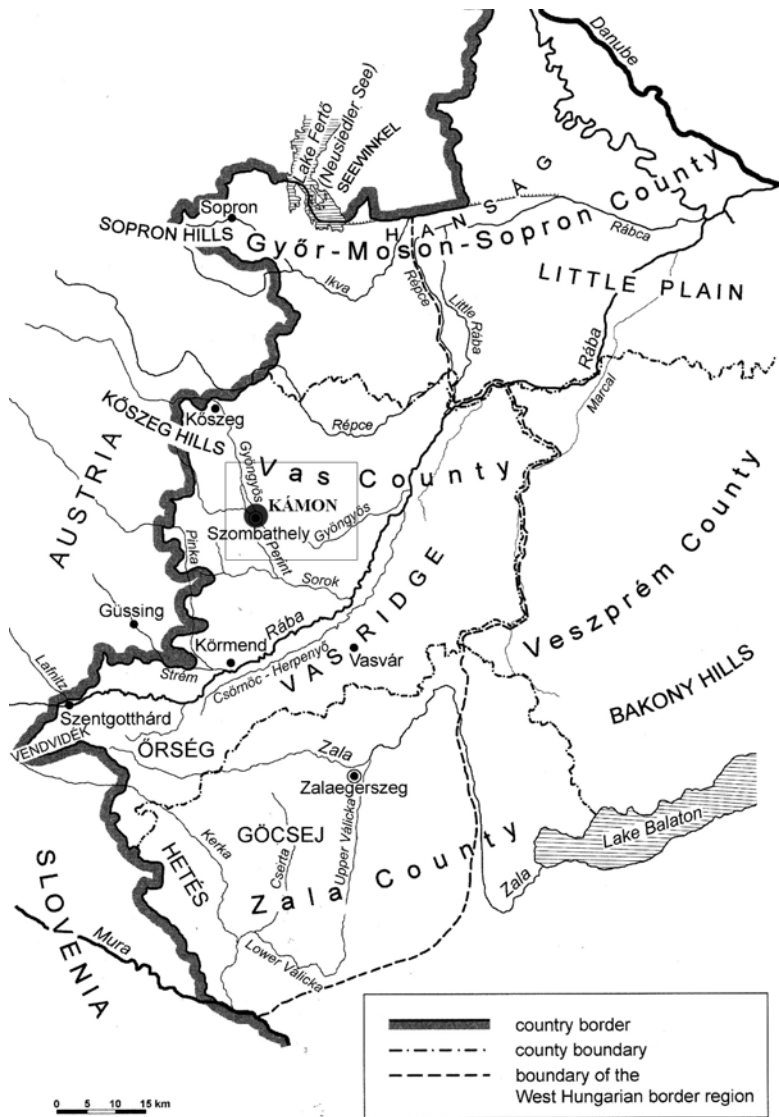 Danube
Lake Fertő
(Neusiedler See)
SEEWINKEL
HANSÁG
Sopron
SOPRON HILLS
Győr-Moson-Sopron County
Rábca
Ikva
Répce
Little
Rába
LITTLE PLAIN
Rába
Marcal
KŐSZEG HILLS
Kőszeg
Répce
AUSTRIA
Gyöngyös
Vas County
KÁMON
Szombathely
Gyöngyös
Pinka
Perint
Sorok
Veszprém County
Güssing
Körmend
Rába
VAS RIDGE
Vasvár
Lafnitz
Strém
Csörnöc - Herpenyő
Szentgotthárd
BAKONY HILLS
VENDVIDÉK
ŐRSÉG
Zala
Zalaegerszeg
GÖCSEJ
Kerka
Cserta
Upper Válicka
Lake Balaton
HETÉS
Zala County
Zala
SLOVENIA
Mura
Lower Válicka
country border
county boundary
boundary of the
West Hungarian border region
0 5 10 15 km